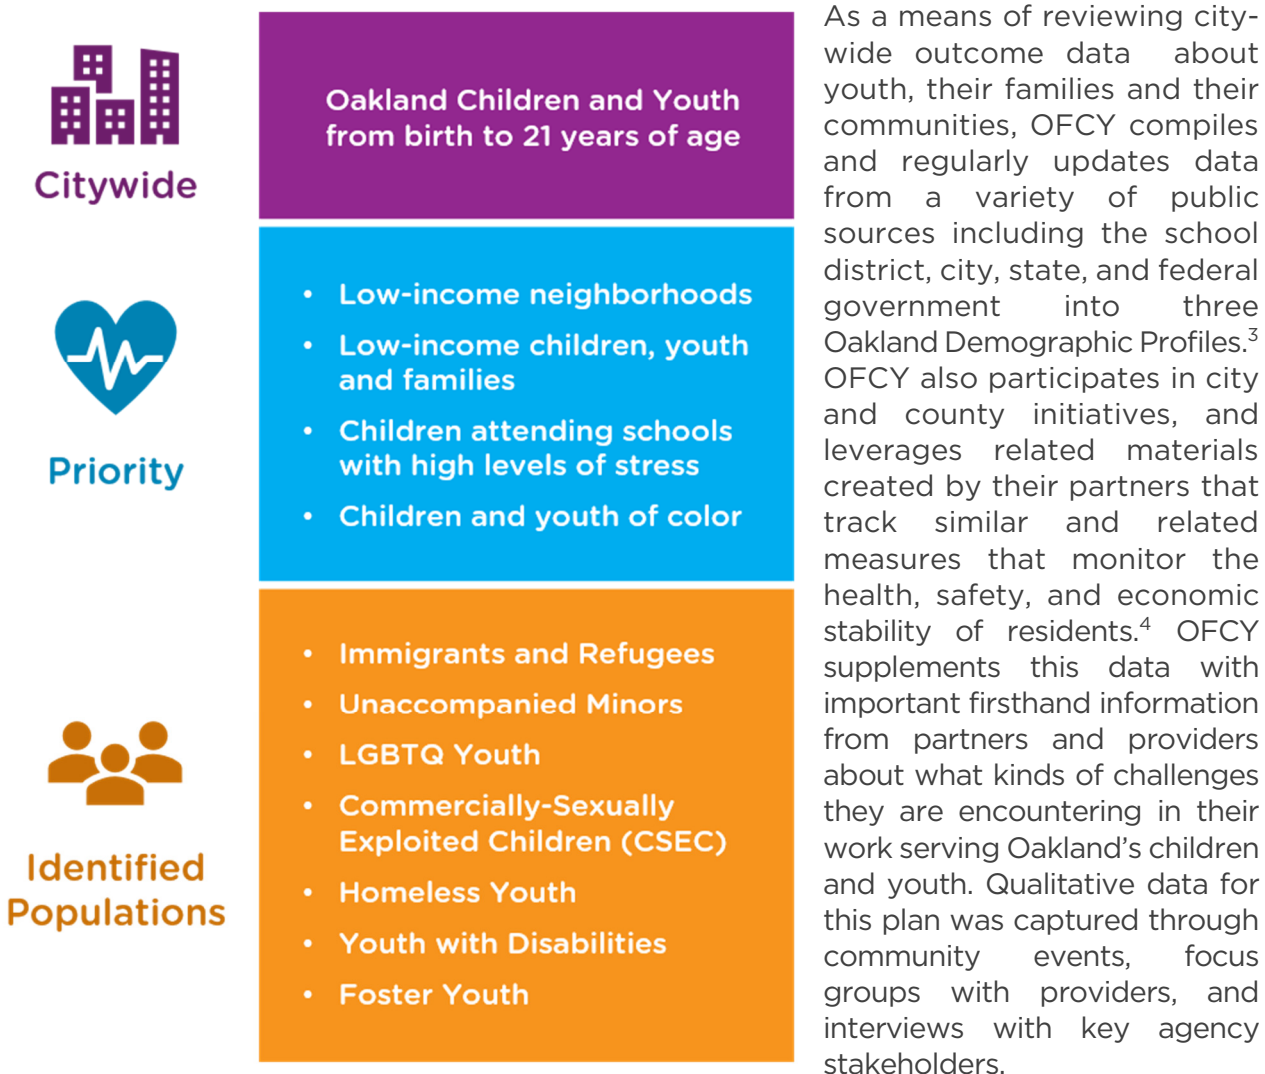 Citywide
Oakland Children and Youth
from birth to 21 years of age
Priority
• Low-income neighborhoods
• Low-income children, youth
and families
• Children attending schools
with high levels of stress
• Children and youth of color
Identified
Populations
• Immigrants and Refugees
• Unaccompanied Minors
• LGBTQ Youth
• Commercially-Sexually
Exploited Children (CSEC)
• Homeless Youth
• Youth with Disabilities
• Foster Youth
As a means of reviewing city-
wide outcome data about
youth, their families and their
communities, OFCY compiles
and regularly updates data
from a variety of public
sources including the school
district, city, state, and federal
government into three
Oakland Demographic Profiles.³
OFCY also participates in city
and county initiatives, and
leverages related materials
created by their partners that
track similar and related
measures that monitor the
health, safety, and economic
stability of residents.⁴ OFCY
supplements this data with
important firsthand information
from partners and providers
about what kinds of challenges
they are encountering in their
work serving Oakland's children
and youth. Qualitative data for
this plan was captured through
community events, focus
groups with providers, and
interviews with key agency
stakeholders.